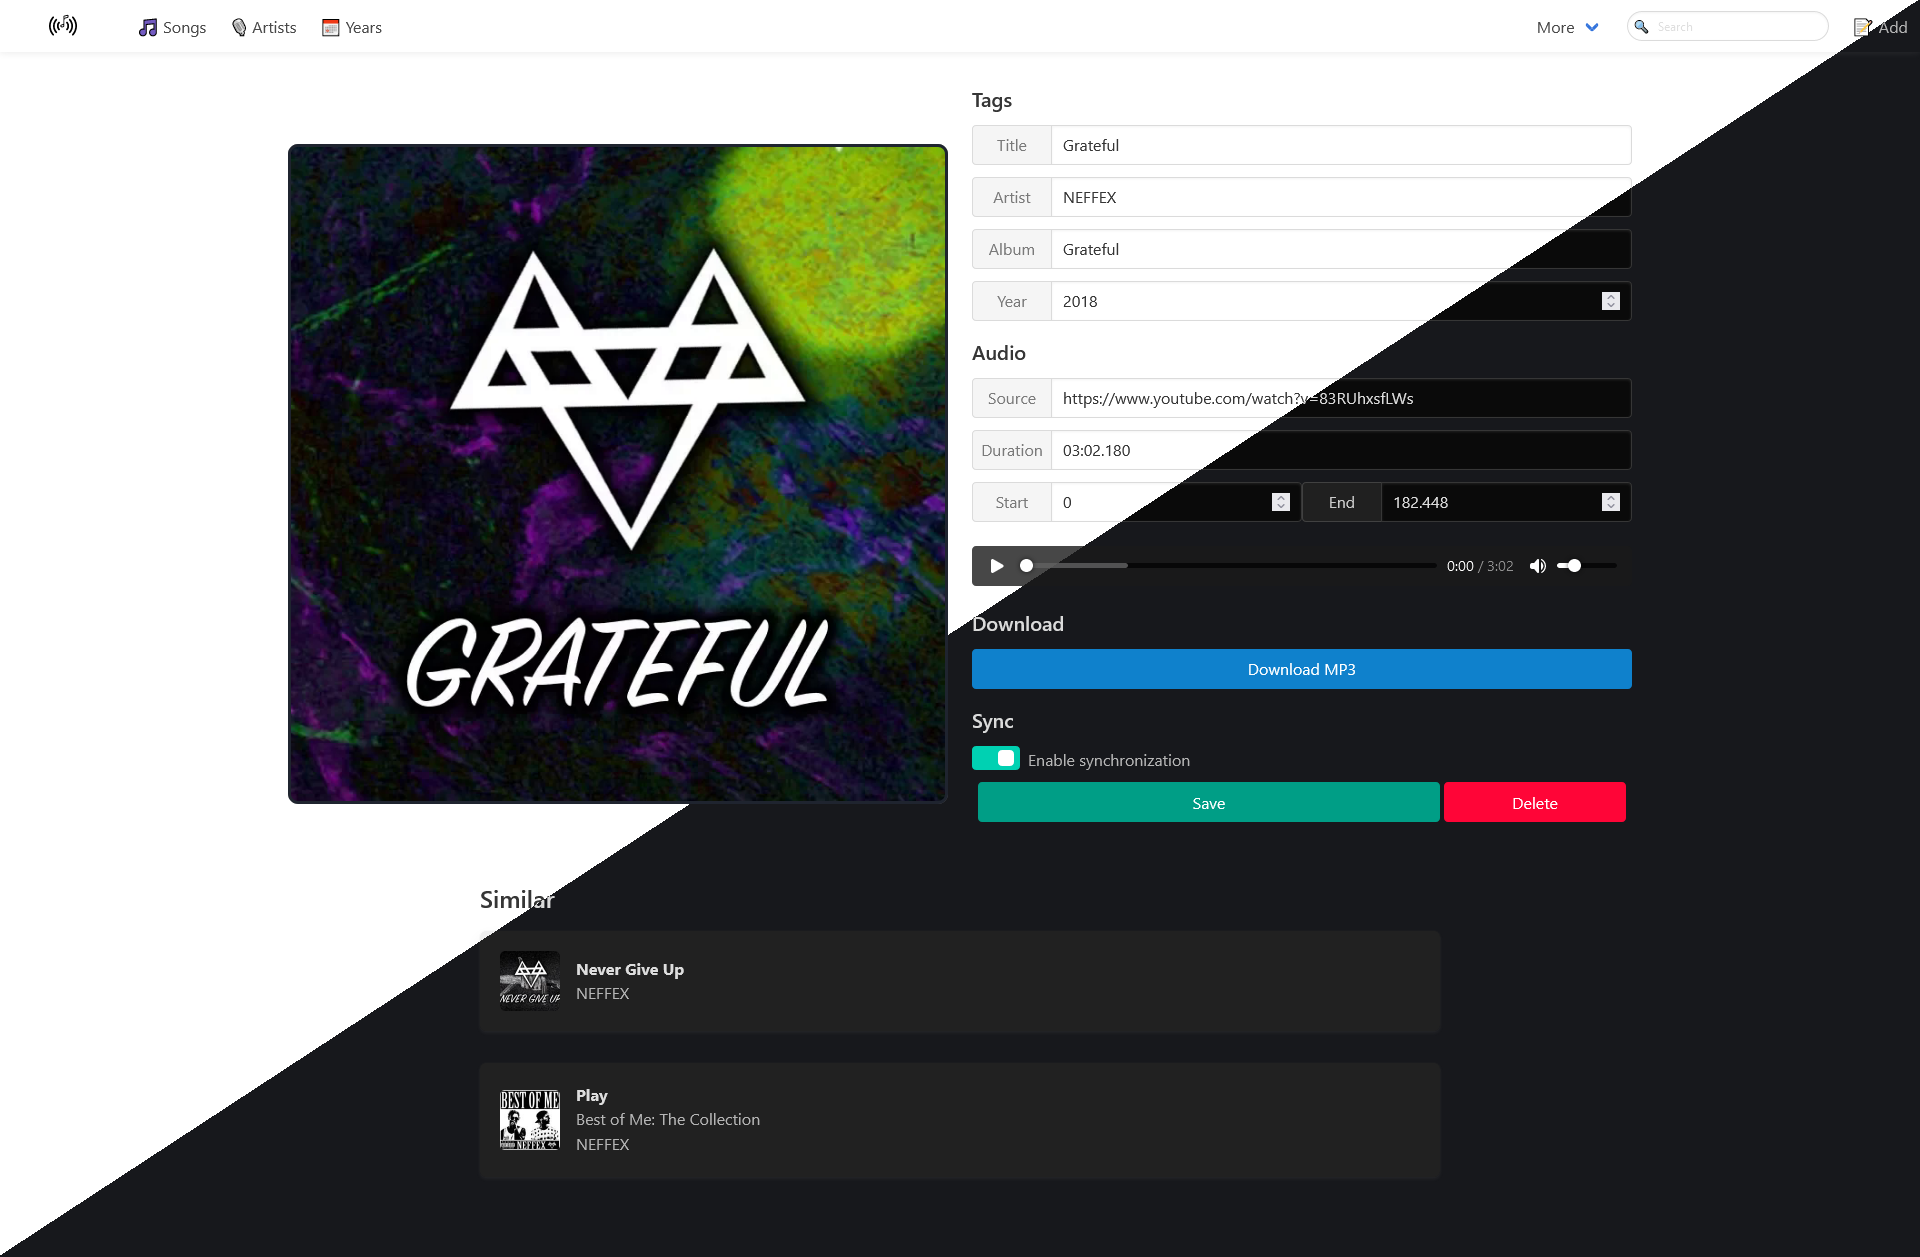 Songs Artists Years More Search Add
Tags
Title Grateful
Artist NEFFEX
Album Grateful
Year 2018
Audio
Source https://www.youtube.com/watch?v=83RUhxsfLWs
Duration 03:02.180
Start 0 End 182.448
0:00 / 3:02
GRATEFUL
Download
Download MP3
Sync
Enable synchronization
Save Delete
Similar
NEVER GIVE UP
Never Give Up
NEFFEX
BEST OF ME
NEFFEX
Play
Best of Me: The Collection
NEFFEX